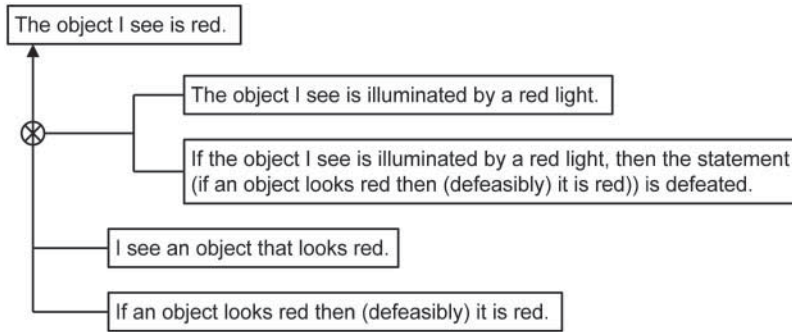 The object I see is red.
The object I see is illuminated by a red light.
If the object I see is illuminated by a red light, then the statement
(if an object looks red then (defeasibly) it is red)) is defeated.
I see an object that looks red.
If an object looks red then (defeasibly) it is red.